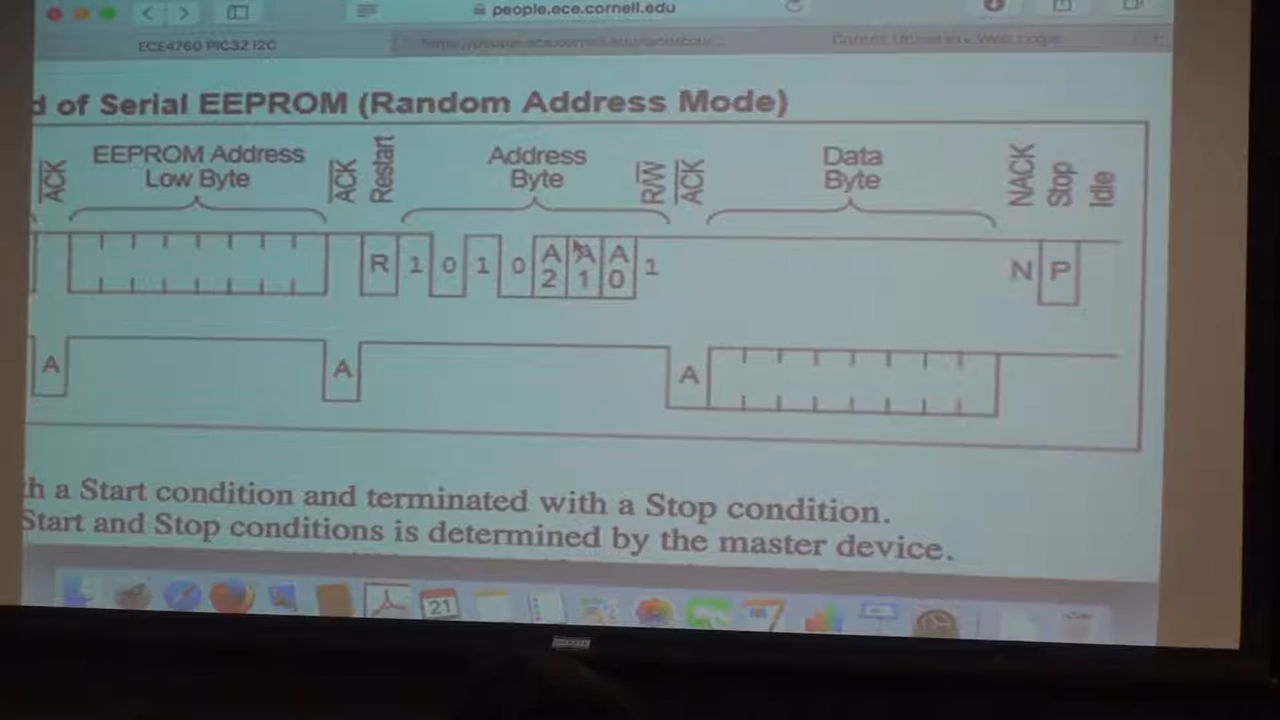 people.ece.cornell.edu
ECE4760 PIC32 I2C
d of Serial EEPROM (Random Address Mode)
ACK
EEPROM Address
Low Byte
ACK
Restart
Address
Byte
R/W
ACK
Data
Byte
NACK
Stop
Idle
R 1 0 1 0 A2 A1 A0 1 N P
A A A
h a Start condition and terminated with a Stop condition.
Start and Stop conditions is determined by the master device.
21